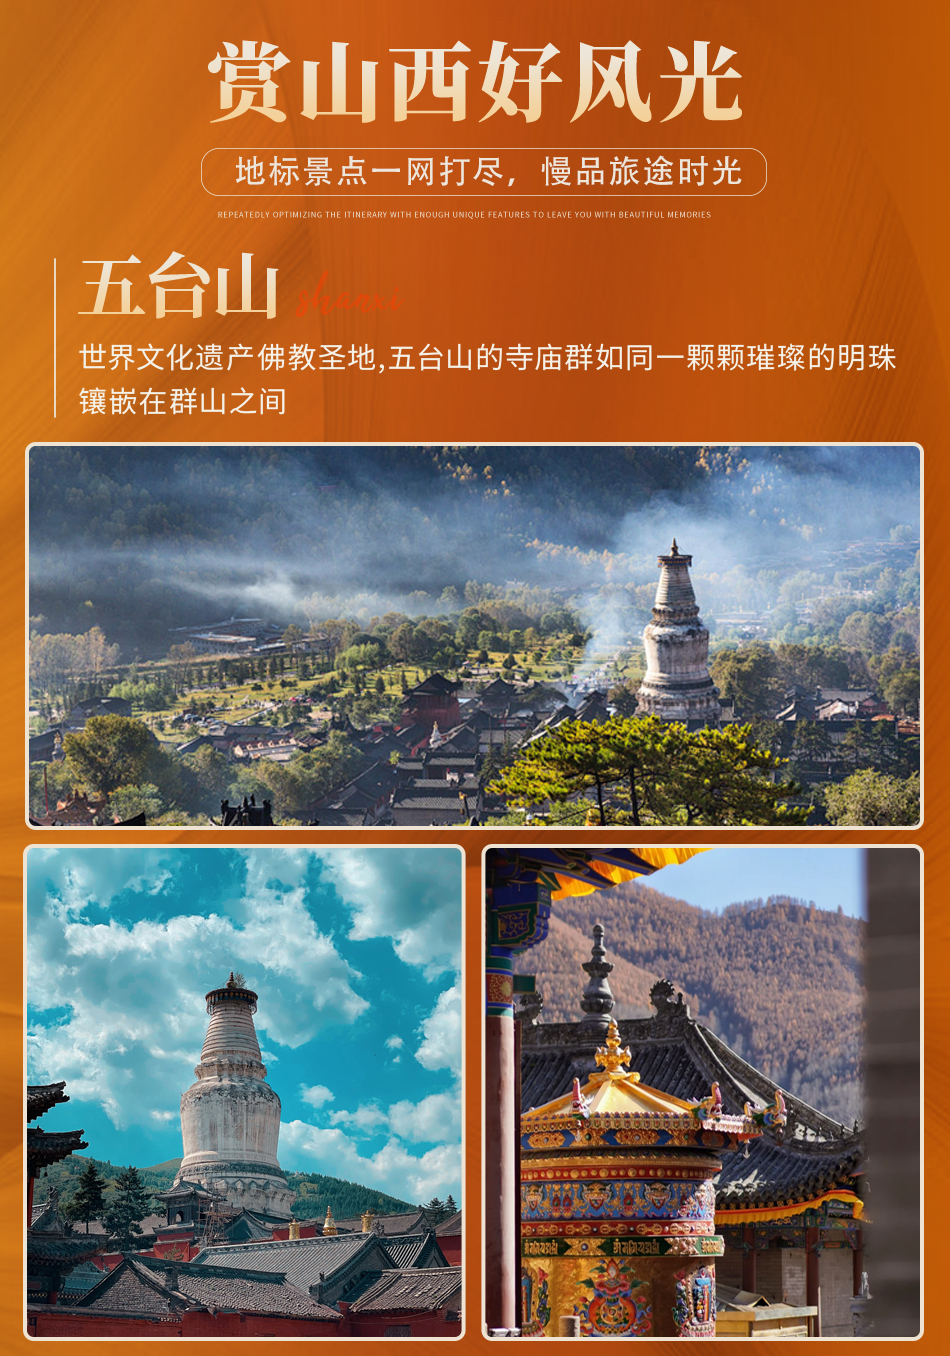 赏山西好风光
地标景点一网打尽，慢品旅途时光
REPEATEDLY OPTIMIZING THE ITINERARY WITH ENOUGH UNIQUE FEATURES TO LEAVE YOU WITH BEAUTIFUL MEMORIES
五台山
shanxi
世界文化遗产佛教圣地,五台山的寺庙群如同一颗颗璀璨的明珠
镶嵌在群山之间